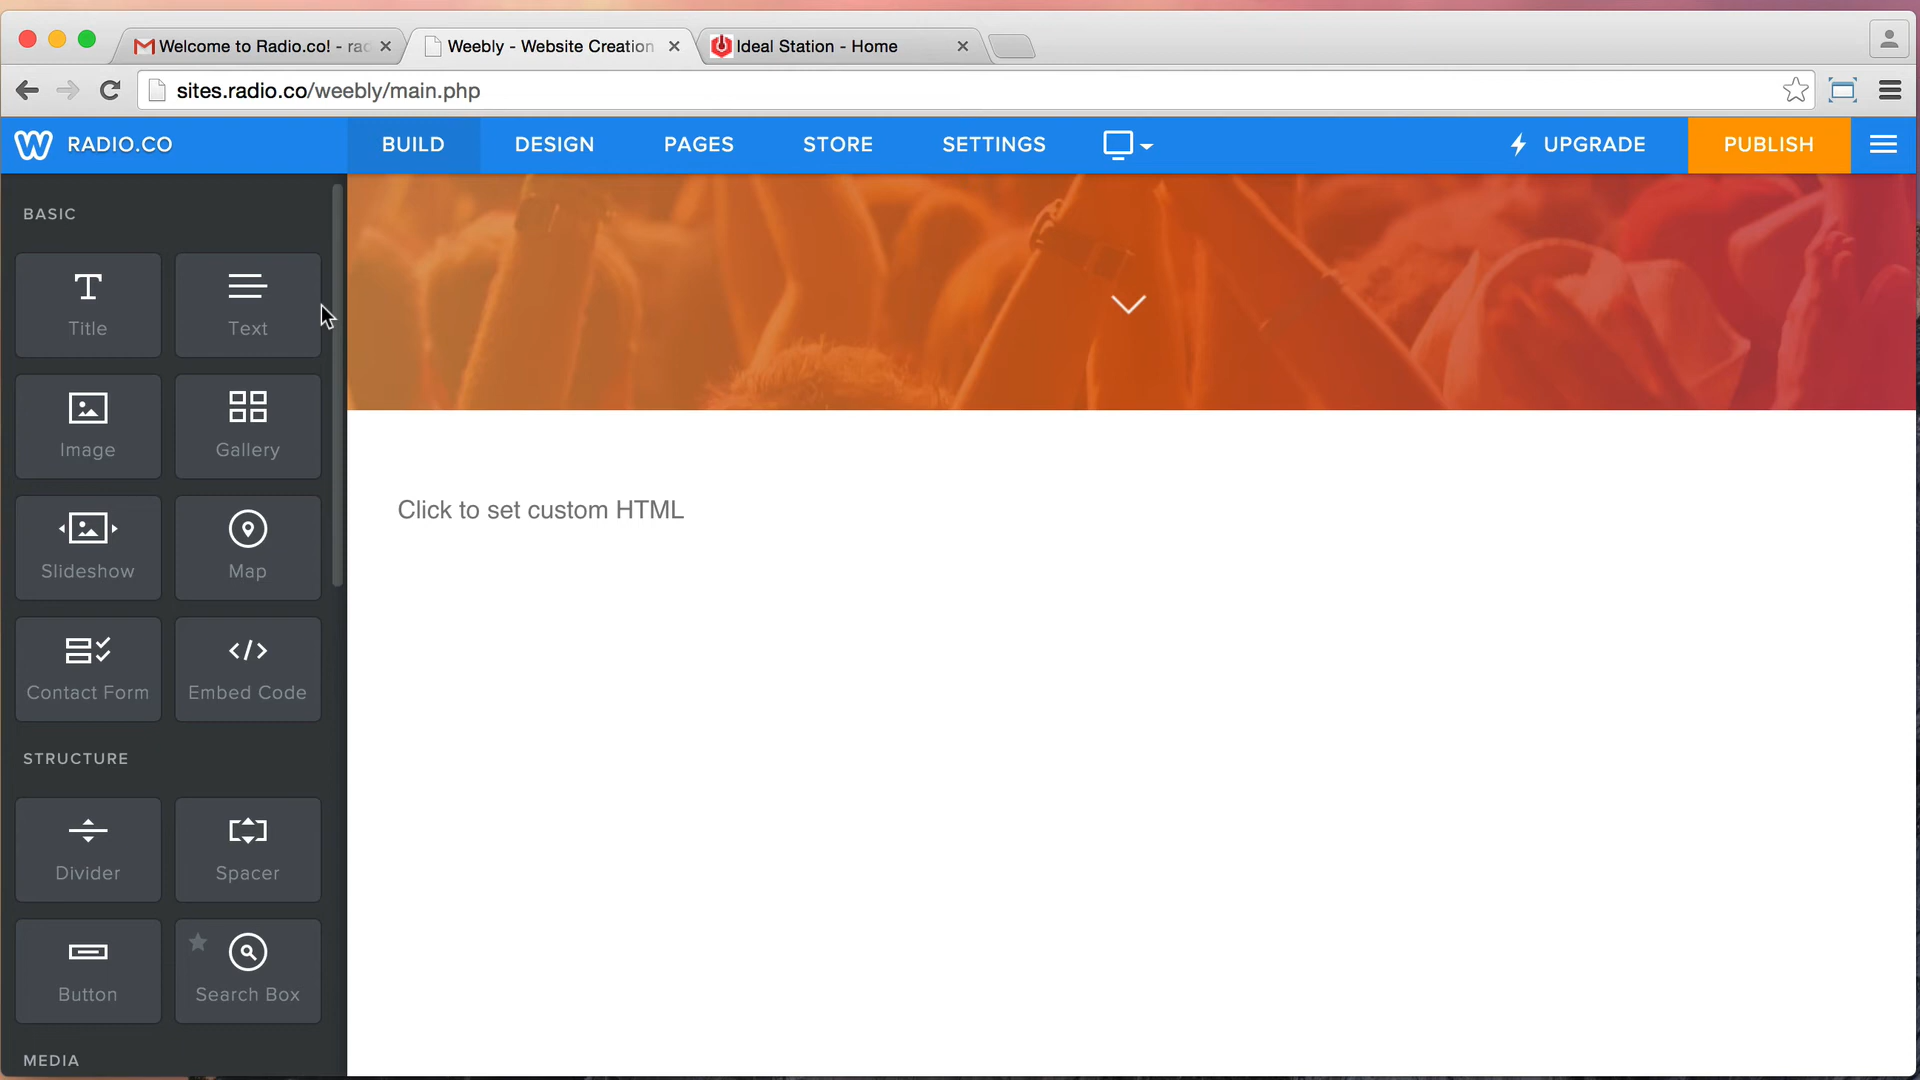 Welcome to Radio.co! - rad
Weebly - Website Creation
Ideal Station - Home
sites.radio.co/weebly/main.php
RADIO.CO
BUILD
DESIGN
PAGES
STORE
SETTINGS
UPGRADE
PUBLISH
BASIC
Title
Text
Image
Gallery
Slideshow
Map
Contact Form
Embed Code
STRUCTURE
Divider
Spacer
Button
Search Box
MEDIA
Click to set custom HTML